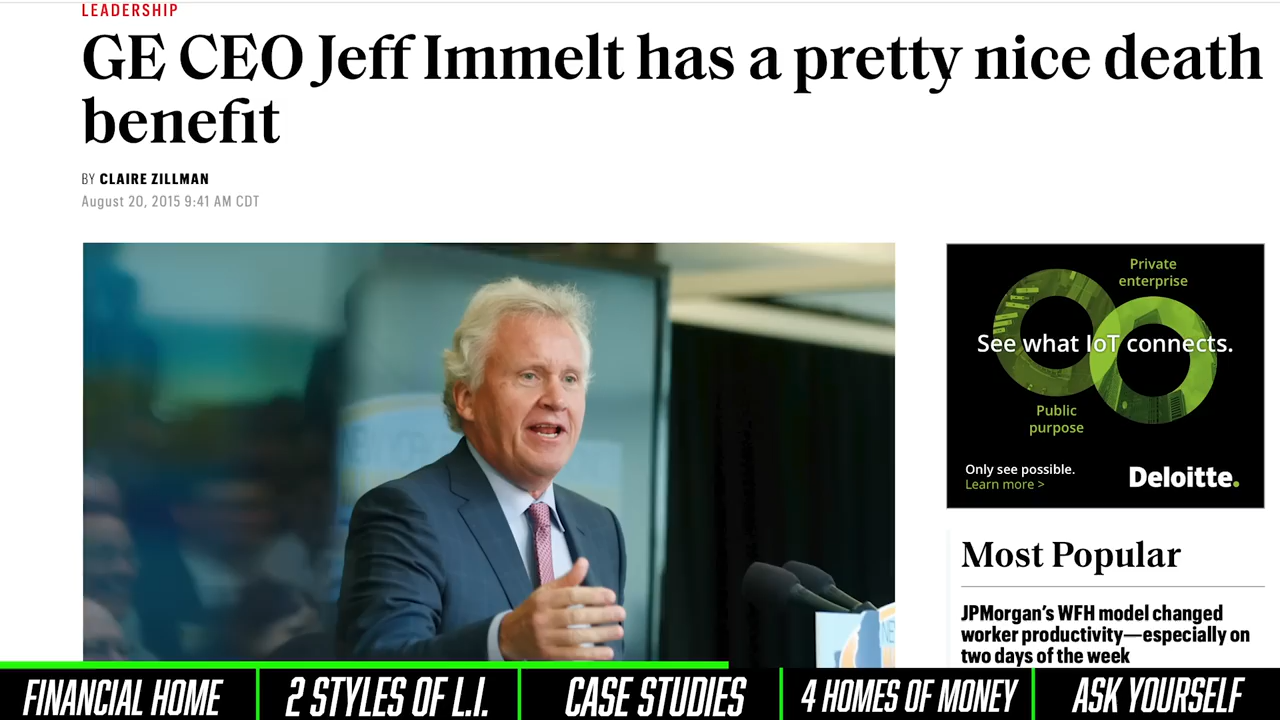 LEADERSHIP
GE CEO Jeff Immelt has a pretty nice death
benefit
BY CLAIRE ZILLMAN
August 20, 2015 9:41 AM CDT
Private
enterprise
See what IoT connects.
Public
purpose
Only see possible.
Learn more >
Deloitte.
Most Popular
JPMorgan's WFH model changed
worker productivity—especially on
two days of the week
FINANCIAL HOME
2 STYLES OF L.I.
CASE STUDIES
4 HOMES OF MONEY
ASK YOURSELF